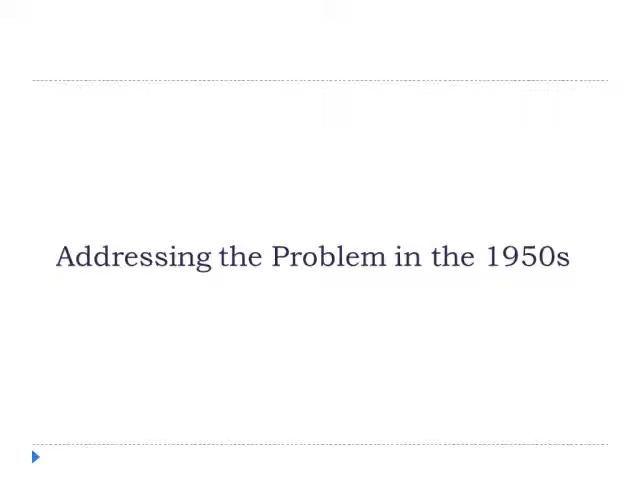 Addressing the Problem in the 1950s